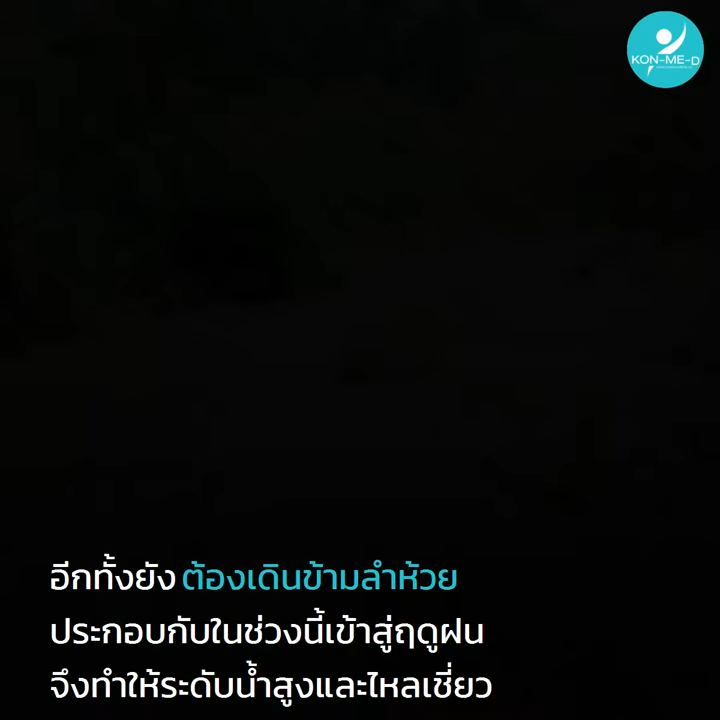 KON-ME-D
อีกทั้งยัง ต้องเดินข้ามลำห้วย
ประกอบกับในช่วงนี้เข้าสู่ฤดูฝน
จึงทำให้ระดับน้ำสูงและไหลเชี่ยว